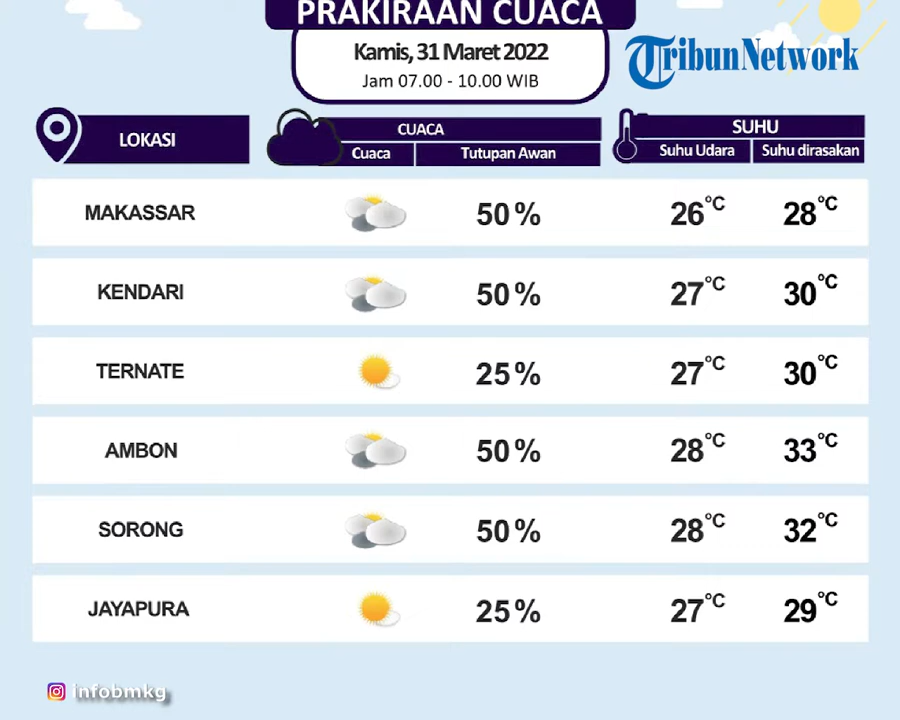 PRAKIRAAN CUACA
Kamis, 31 Maret 2022
Jam 07.00 - 10.00 WIB
Tribun Network
LOKASI
CUACA
SUHU
Cuaca
Tutupan Awan
Suhu Udara
Suhu dirasakan
MAKASSAR 50 % 26°C 28°C
KENDARI 50 % 27°C 30°C
TERNATE 25 % 27°C 30°C
AMBON 50 % 28°C 33°C
SORONG 50 % 28°C 32°C
JAYAPURA 25 % 27°C 29°C
infobmkg